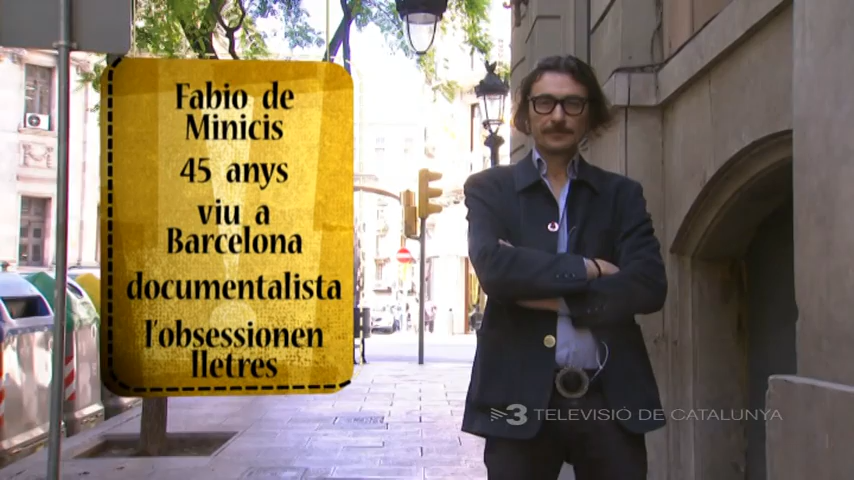 Fabio de
Minicis
45 anys
viu a
Barcelona
documentalista
l'obsessionen
lletres
3 TELEVISIÓ DE CATALUNYA